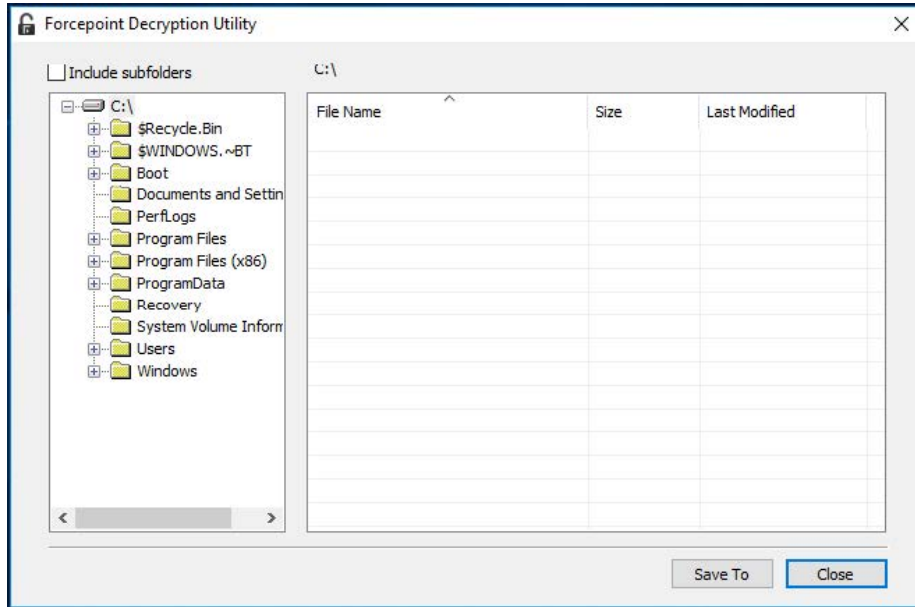 Forcepoint Decryption Utility
Include subfolders
C:\
C:\
$Recycle.Bin
$WINDOWS.~BT
Boot
Documents and Settin
PerfLogs
Program Files
Program Files (x86)
ProgramData
Recovery
System Volume Inform
Users
Windows
File Name Size Last Modified
Save To Close